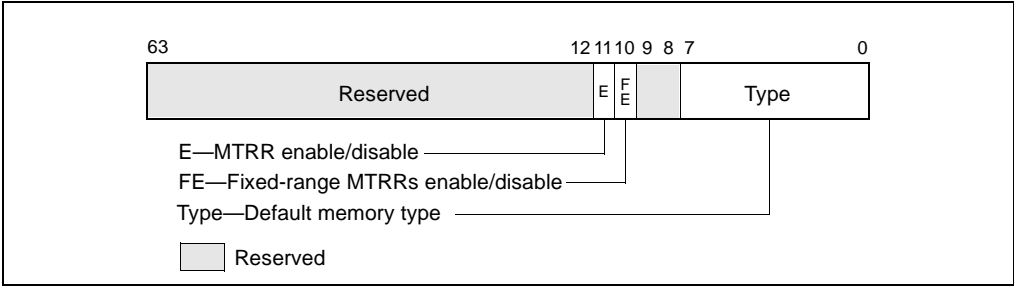 63 12 11 10 9 8 7 0
Reserved E F E Type
E—MTRR enable/disable
FE—Fixed-range MTRRs enable/disable
Type—Default memory type
Reserved